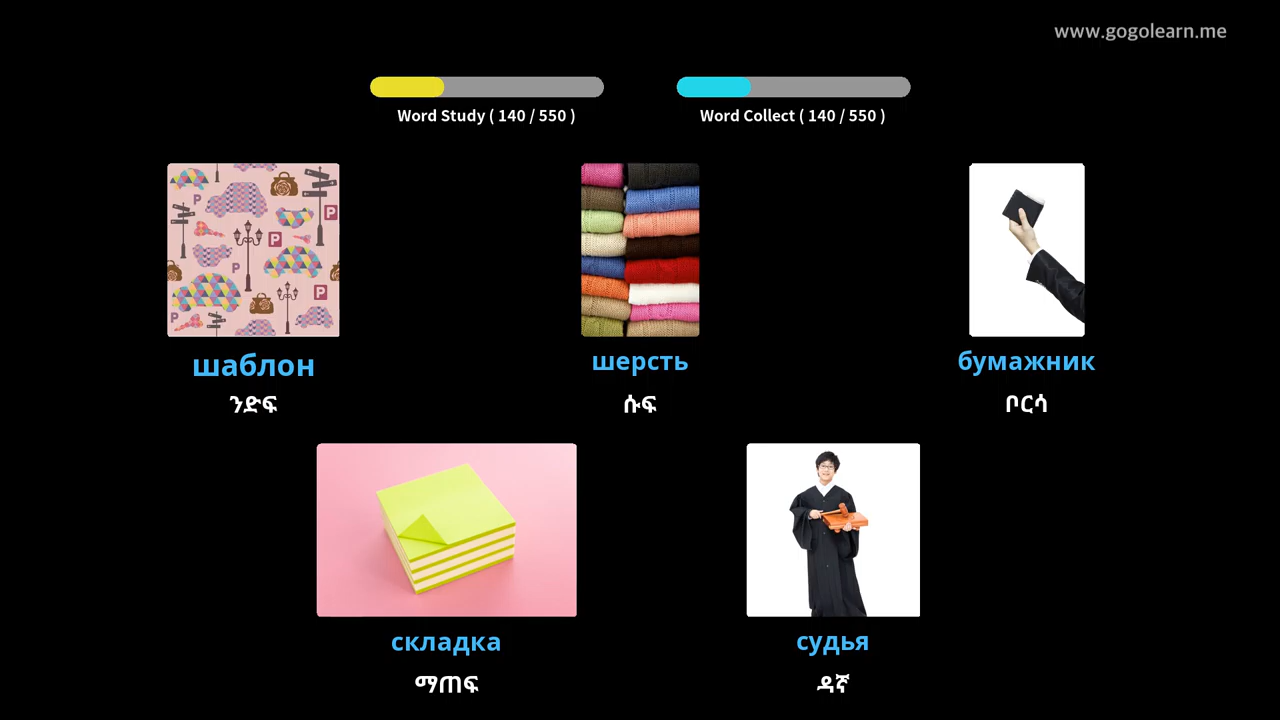 www.gogolearn.me
Word Study ( 140 / 550 )
Word Collect ( 140 / 550 )
P
P
P
P
P
P
шаблон
ንድፍ
шерсть
ሱፍ
бумажник
ቦርሳ
складка
ማጠፍ
судья
ዳኛ